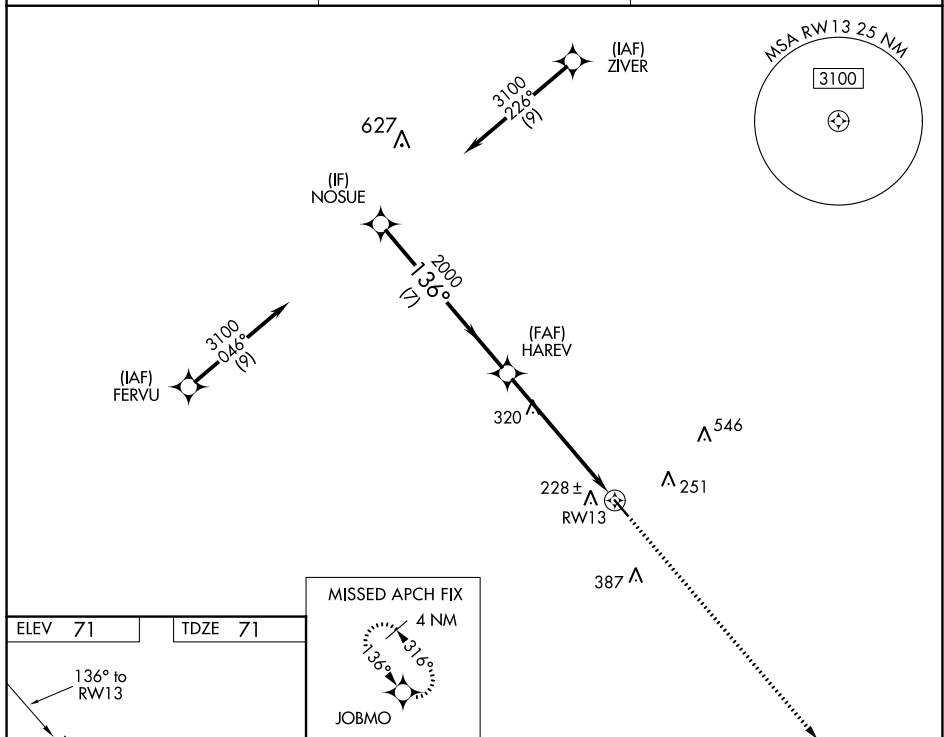 MSA RW13 25 NM
3100
(IAF)
ZIVER
3100
226°
(9)
627
(IF)
NOSUE
2000
136°
(7)
(FAF)
HAREV
3100
046°
(9)
(IAF)
FERVU
320
546
251
228 ±
RW13
387
MISSED APCH FIX
4 NM
316°
136°
JOBMO
ELEV 71
TDZE 71
136° to
RW13